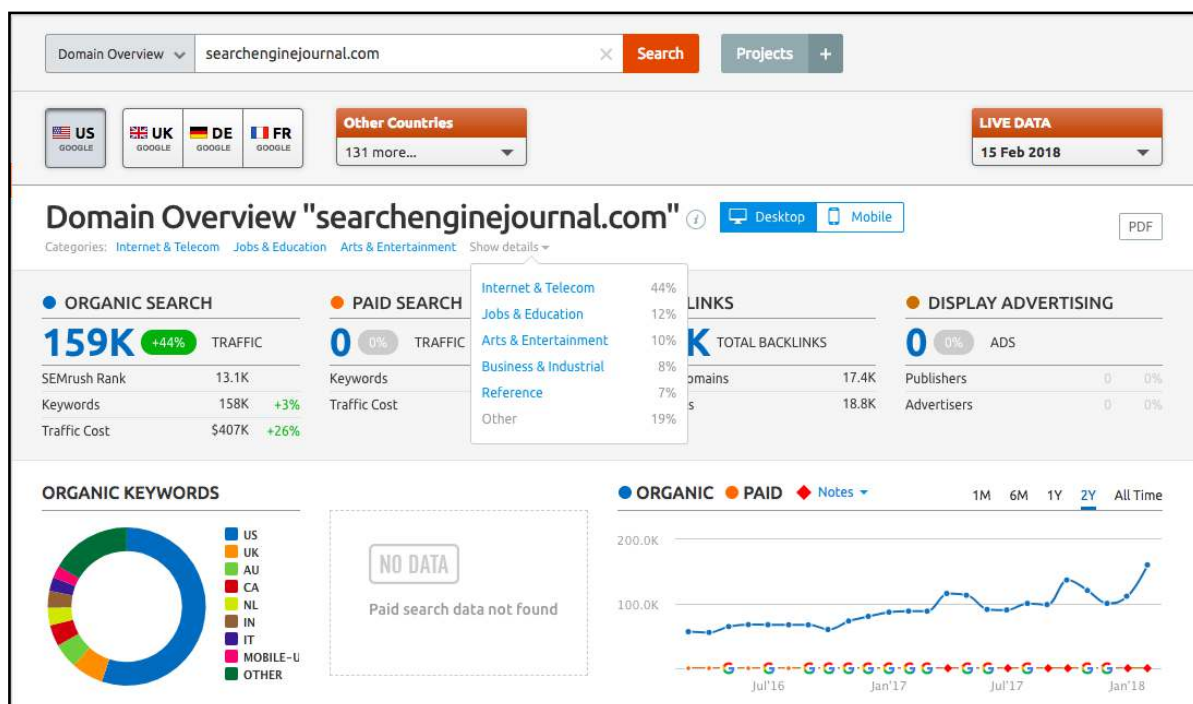 Domain Overview searchenginejournal.com × Search Projects +
US UK DE FR
GOOGLE GOOGLE GOOGLE GOOGLE
Other Countries
131 more...
LIVE DATA
15 Feb 2018
Domain Overview "searchenginejournal.com" i Desktop Mobile
PDF
Categories: Internet & Telecom Jobs & Education Arts & Entertainment Show details
Internet & Telecom 44%
Jobs & Education 12%
Arts & Entertainment 10%
Business & Industrial 8%
Reference 7%
Other 19%
ORGANIC SEARCH
159K +44% TRAFFIC
SEMrush Rank 13.1K
Keywords 158K +3%
Traffic Cost $407K +26%
PAID SEARCH
0 0% TRAFFIC
Keywords
Traffic Cost
LINKS
K TOTAL BACKLINKS
omains 17.4K
s 18.8K
DISPLAY ADVERTISING
0 0% ADS
Publishers 0 0%
Advertisers 0 0%
ORGANIC KEYWORDS
US
UK
AU
CA
NL
IN
IT
MOBILE-U
OTHER
NO DATA
Paid search data not found
ORGANIC PAID Notes 1M 6M 1Y 2Y All Time
200.0K
100.0K
G G G G G G G G G G G G G
Jul'16 Jan'17 Jul'17 Jan'18